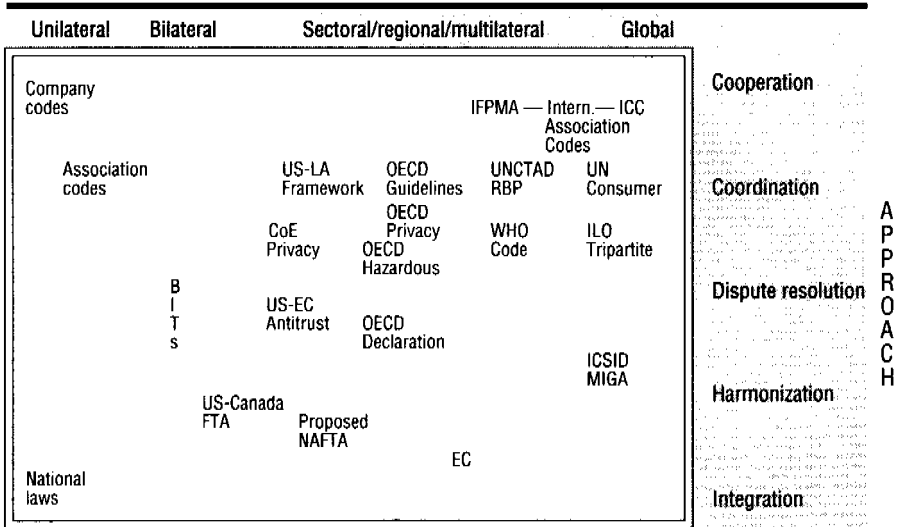 Unilateral Bilateral Sectoral/regional/multilateral Global
Company
codes
Cooperation
IFPMA — Intern.— ICC
Association
Codes
Association
codes
US-LA
Framework
OECD
Guidelines
UNCTAD
RBP
UN
Consumer
Coordination
CoE
Privacy
OECD
Privacy
OECD
Hazardous
WHO
Code
ILO
Tripartite
B
I
T
s
US-EC
Antitrust
OECD
Declaration
Dispute resolution
ICSID
MIGA
Harmonization
US-Canada
FTA
Proposed
NAFTA
EC
National
laws
Integration
A
P
P
R
O
A
C
H